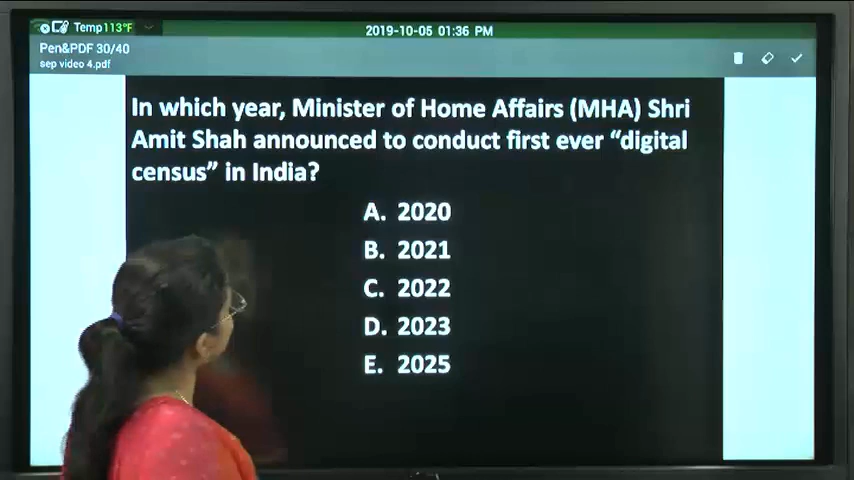 Temp 113°F
2019-10-05 01:36 PM
Pen&PDF 30/40
sep video 4.pdf
In which year, Minister of Home Affairs (MHA) Shri
Amit Shah announced to conduct first ever “digital
census” in India?
A. 2020
B. 2021
C. 2022
D. 2023
E. 2025